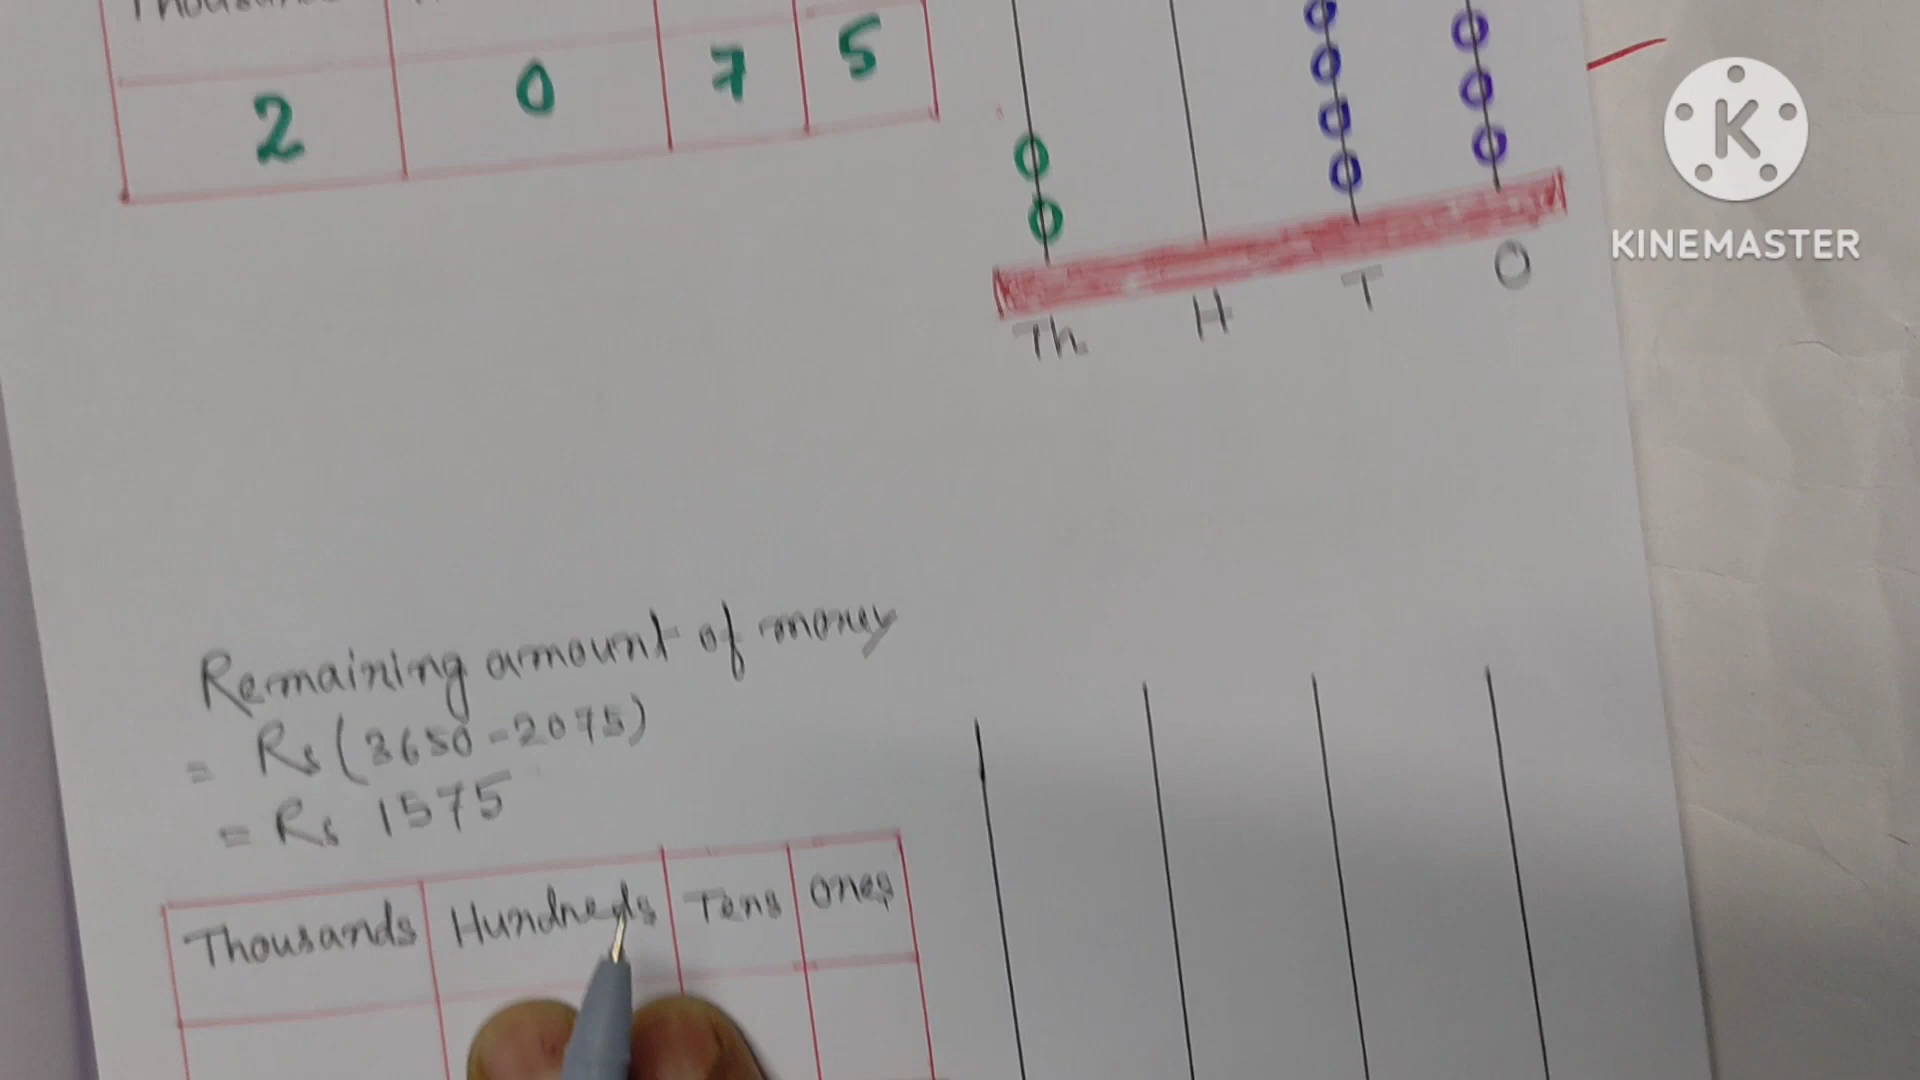 2 0 7 5
Th H T O
K
KINEMASTER
Remaining amount of money
= Rs (3650-2075)
= Rs 1575
Thousands Hundreds Tens Ones